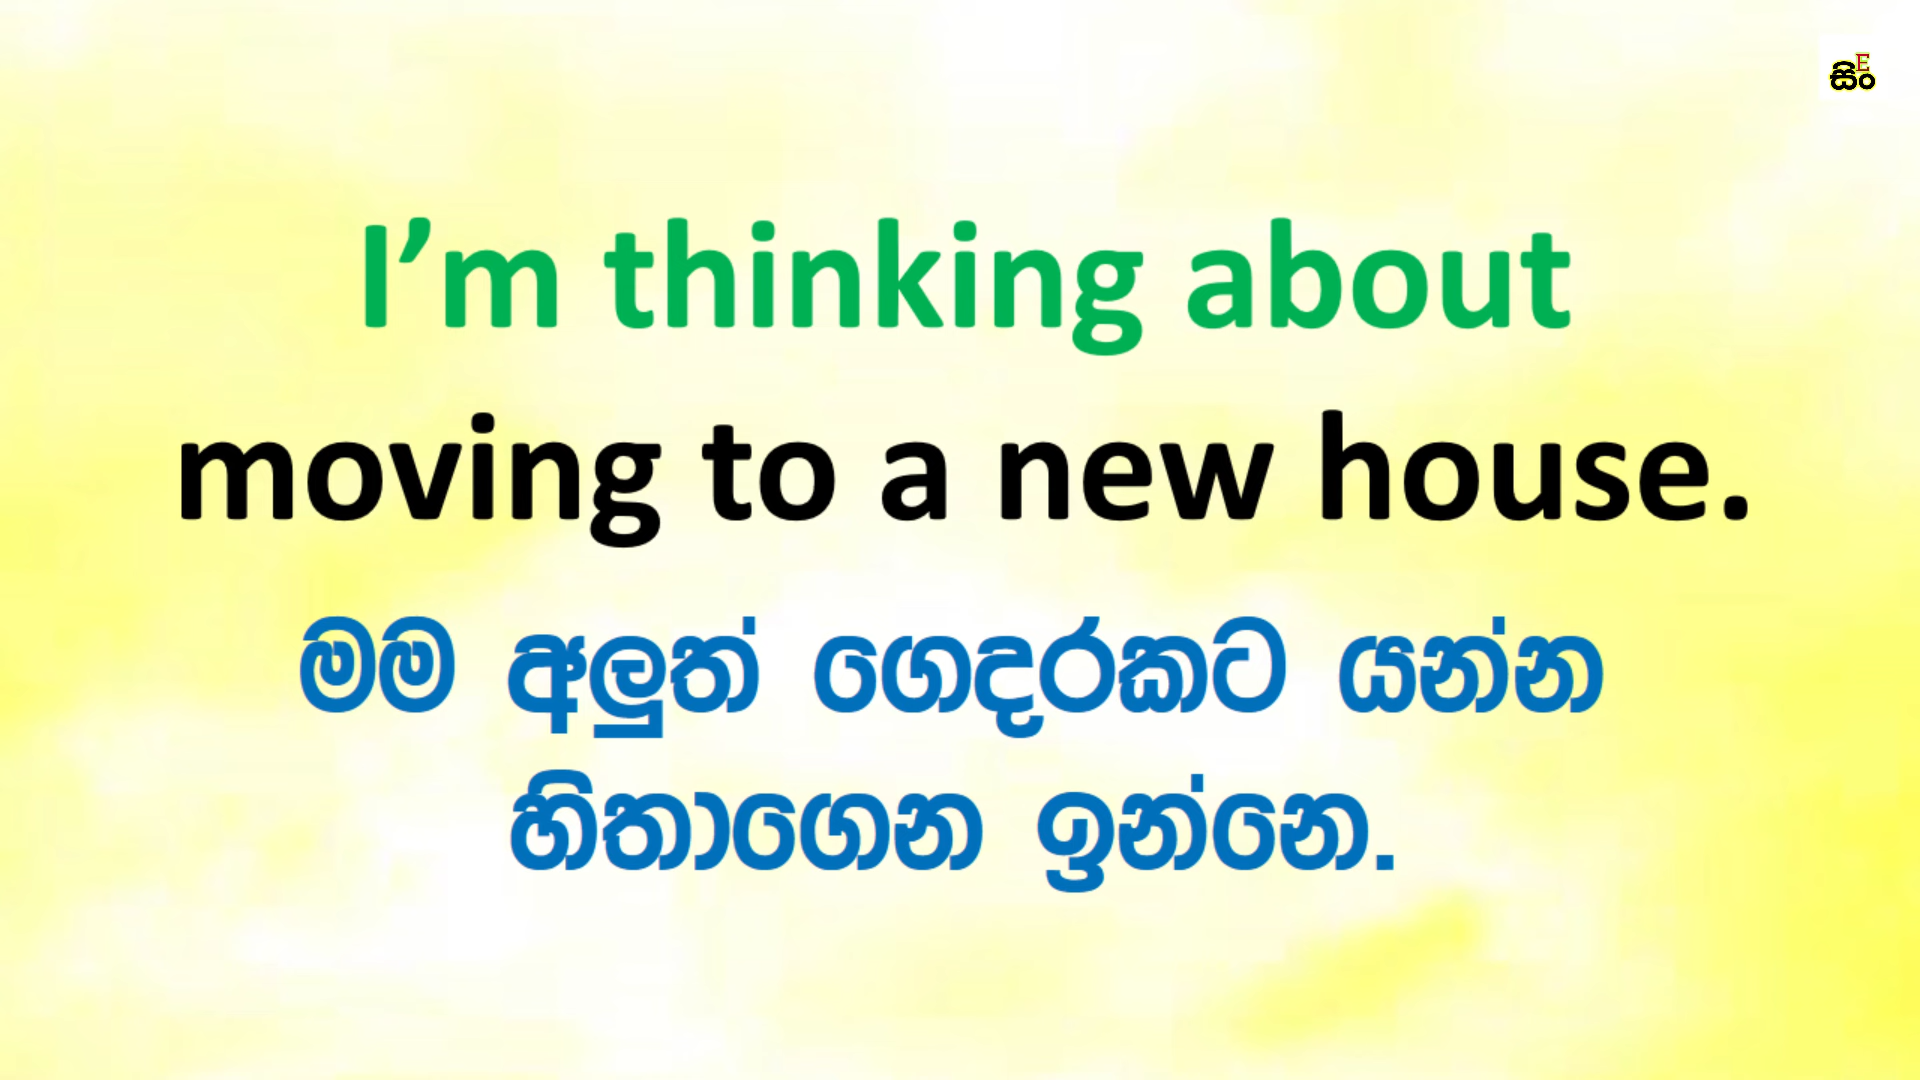 සිංE
I’m thinking about
moving to a new house.
මම අලුත් ගෙදරකට යන්න
හිතාගෙන ඉන්නෙ.